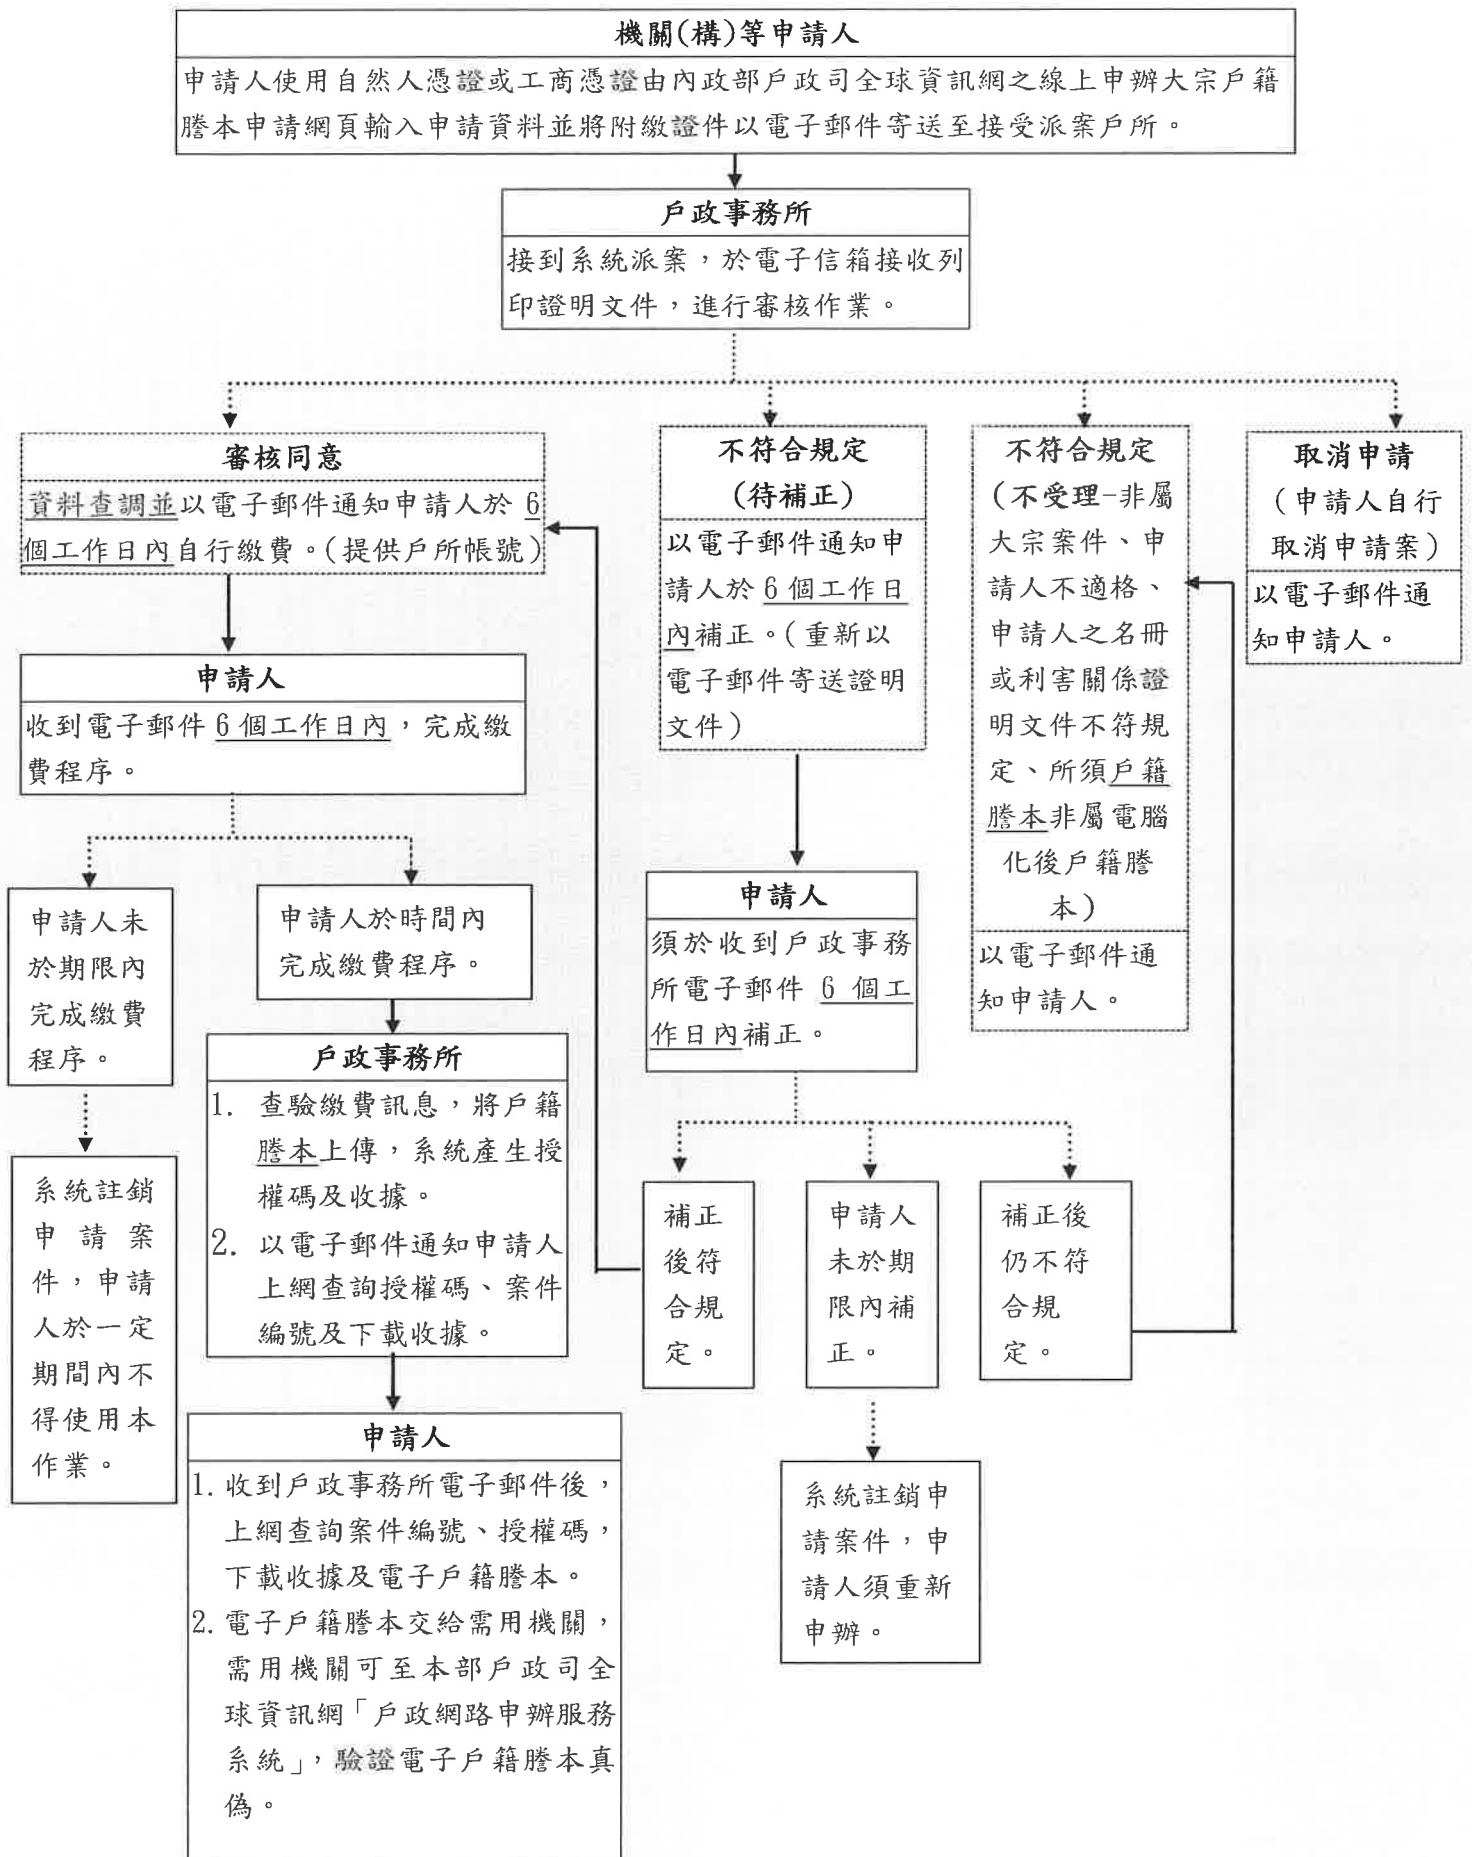 機關(構)等申請人
申請人使用自然人憑證或工商憑證由內政部戶政司全球資訊網之線上申辦大宗戶籍
謄本申請網頁輸入申請資料並將附繳證件以電子郵件寄送至接受派案戶所。
戶政事務所
接到系統派案，於電子信箱接收列
印證明文件，進行審核作業。
審核同意
資料查調並以電子郵件通知申請人於 6
個工作日內自行繳費。(提供戶所帳號)
不符合規定
(待補正)
以電子郵件通知申
請人於 6 個工作日
內補正。(重新以
電子郵件寄送證明
文件)
不符合規定
(不受理-非屬
大宗案件、申
請人不適格、
申請人之名冊
或利害關係證
明文件不符規
定、所須戶籍
謄本非屬電腦
化後戶籍謄
本)
以電子郵件通
知申請人。
取消申請
(申請人自行
取消申請案)
以電子郵件通
知申請人。
申請人
收到電子郵件 6 個工作日內，完成繳
費程序。
申請人未
於期限內
完成繳費
程序。
申請人於時間內
完成繳費程序。
申請人
須於收到戶政事務
所電子郵件 6 個工
作日內補正。
戶政事務所
1. 查驗繳費訊息，將戶籍
謄本上傳，系統產生授
權碼及收據。
2. 以電子郵件通知申請人
上網查詢授權碼、案件
編號及下載收據。
系統註銷
申請案
件，申請
人於一定
期間內不
得使用本
作業。
補正
後符
合規
定。
申請人
未於期
限內補
正。
補正後
仍不符
合規
定。
申請人
1. 收到戶政事務所電子郵件後，
上網查詢案件編號、授權碼，
下載收據及電子戶籍謄本。
2. 電子戶籍謄本交給需用機關，
需用機關可至本部戶政司全
球資訊網「戶政網路申辦服務
系統」，驗證電子戶籍謄本真
偽。
系統註銷申
請案件，申
請人須重新
申辦。